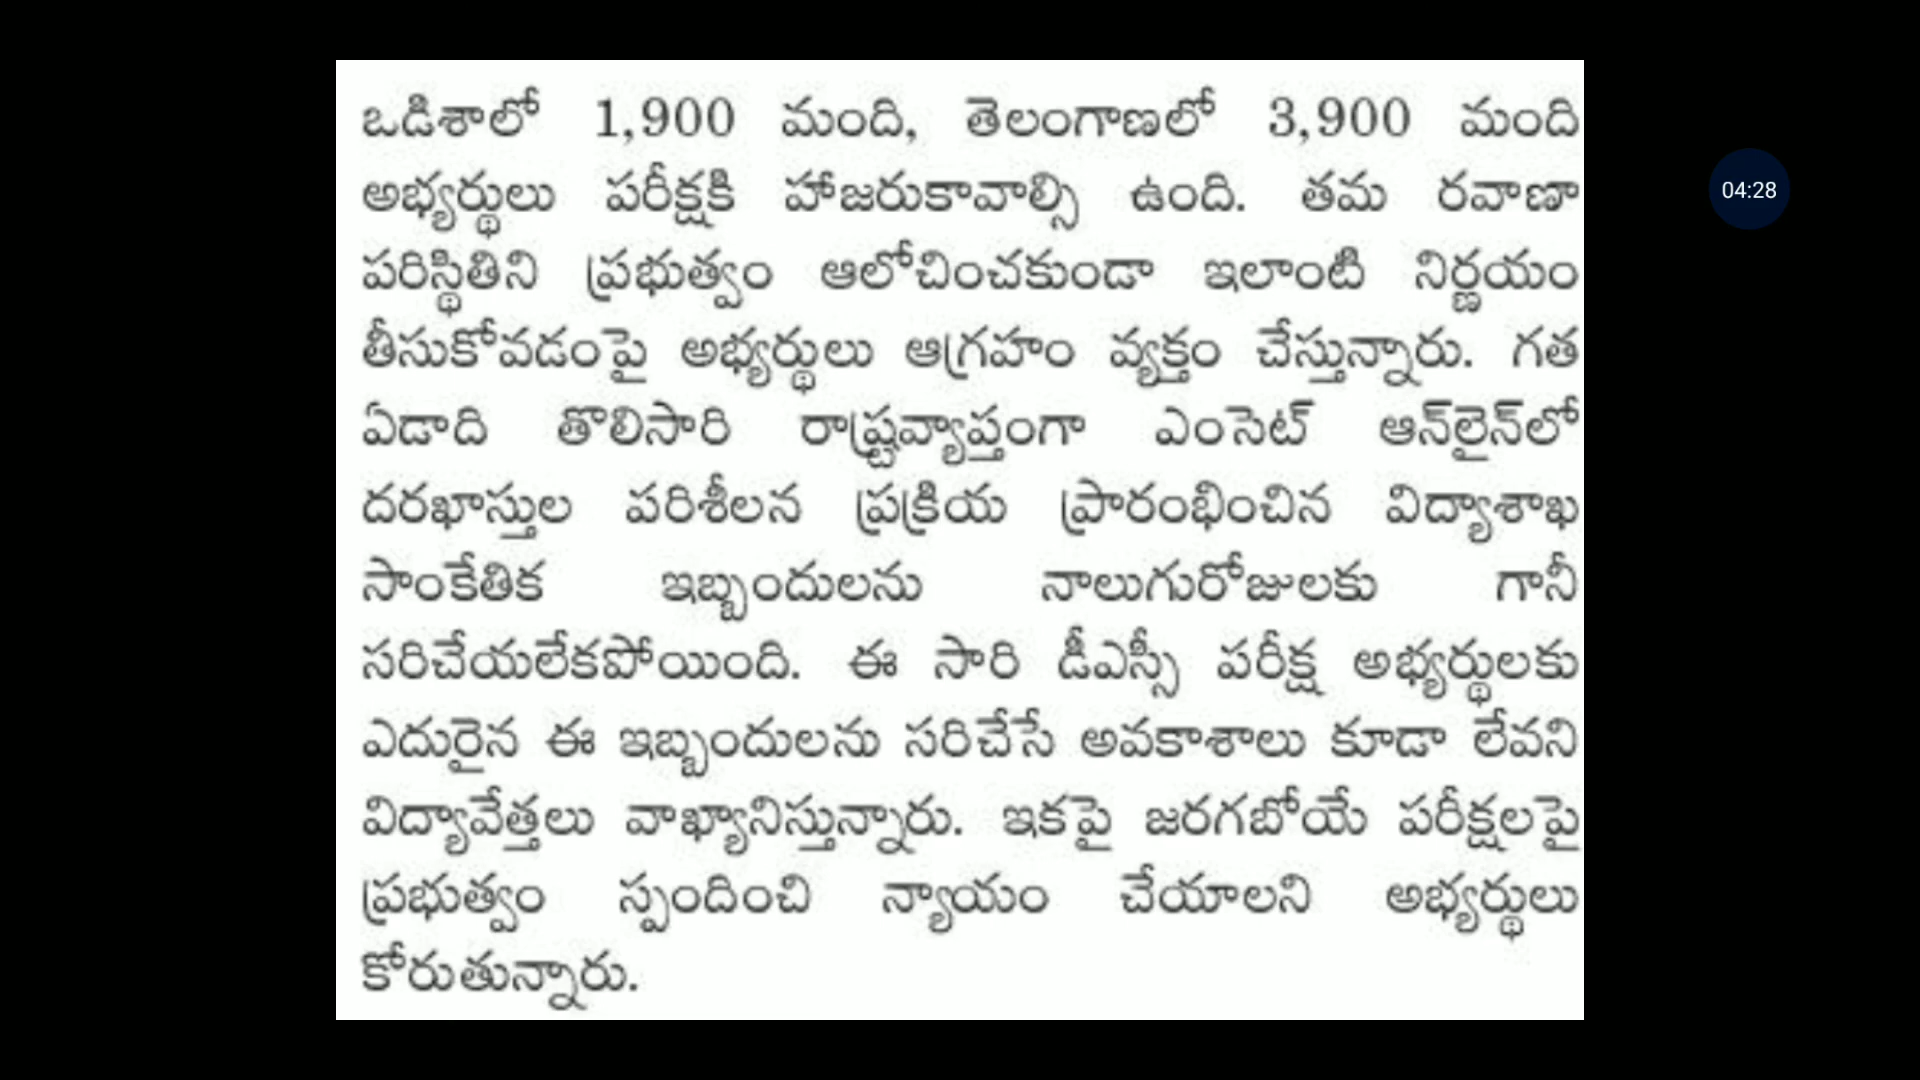 ఒడిశాలో 1,900 మంది, తెలంగాణలో 3,900 మంది
అభ్యర్థులు పరీక్షకి హాజరుకావాల్సి ఉంది. తమ రవాణా
పరిస్థితిని ప్రభుత్వం ఆలోచించకుండా ఇలాంటి నిర్ణయం
తీసుకోవడంపై అభ్యర్థులు ఆగ్రహం వ్యక్తం చేస్తున్నారు. గత
ఏడాది తొలిసారి రాష్ట్రవ్యాప్తంగా ఎంసెట్ ఆన్‌లైన్‌లో
దరఖాస్తుల పరిశీలన ప్రక్రియ ప్రారంభించిన విద్యాశాఖ
సాంకేతిక ఇబ్బందులను నాలుగురోజులకు గానీ
సరిచేయలేకపోయింది. ఈ సారి డీఎస్సీ పరీక్ష అభ్యర్థులకు
ఎదురైన ఈ ఇబ్బందులను సరిచేసే అవకాశాలు కూడా లేవని
విద్యావేత్తలు వాఖ్యానిస్తున్నారు. ఇకపై జరగబోయే పరీక్షలపై
ప్రభుత్వం స్పందించి న్యాయం చేయాలని అభ్యర్థులు
కోరుతున్నారు.
04:28